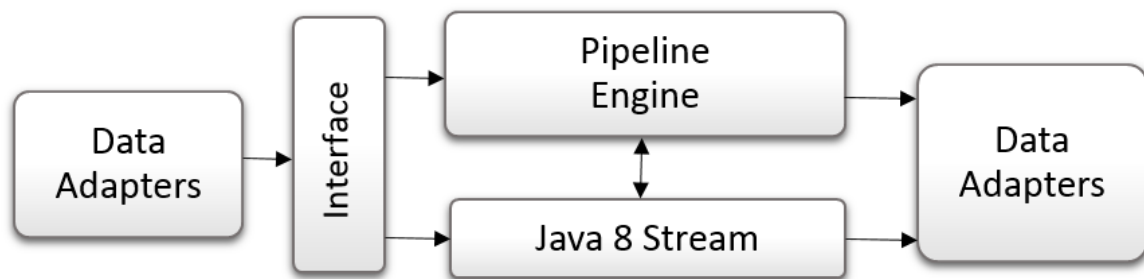 Data
Adapters
Interface
Pipeline
Engine
Java 8 Stream
Data
Adapters